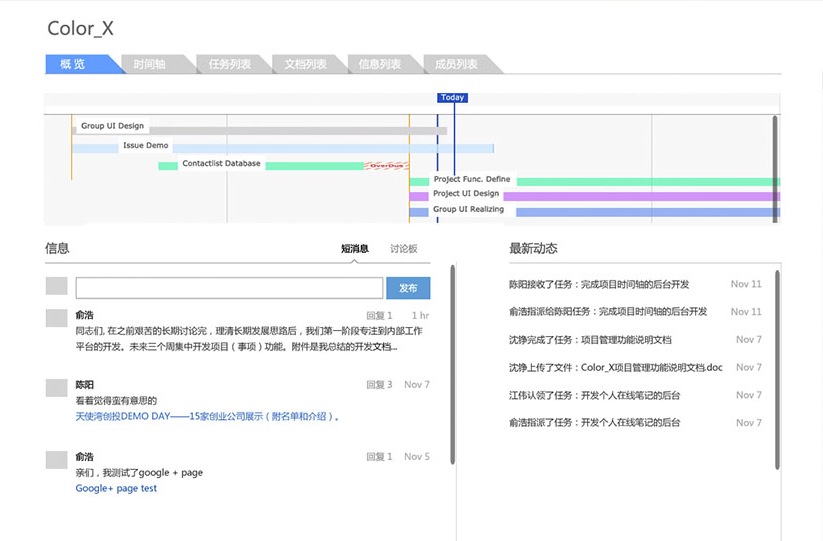 Color_X
概 览
时间轴
任务列表
文档列表
信息列表
成员列表
Today
Group UI Design
Issue Demo
Contactlist Database
OverDue
Project Func. Define
Project UI Design
Group UI Realizing
信息
短消息
讨论板
发布
俞浩
回复 1
1 hr
同志们, 在之前艰苦的长期讨论完，理清长期发展思路后，我们第一阶段专注到内部工作
平台的开发。未来三个周集中开发项目（事项）功能。附件是我总结的开发文档...
陈阳
回复 3
Nov 7
看着觉得蛮有意思的
天使湾创投DEMO DAY——15家创业公司展示（附名单和介绍）。
俞浩
回复 1
Nov 5
亲们，我测试了google + page
Google+ page test
最新动态
陈阳接收了任务：完成项目时间轴的后台开发
Nov 11
俞浩指派给陈阳任务：完成项目时间轴的后台开发
Nov 11
沈铮完成了任务：项目管理功能说明文档
Nov 7
沈铮上传了文件：Color_X项目管理功能说明文档.doc
Nov 7
江伟认领了任务：开发个人在线笔记的后台
Nov 7
俞浩指派了任务：开发个人在线笔记的后台
Nov 7